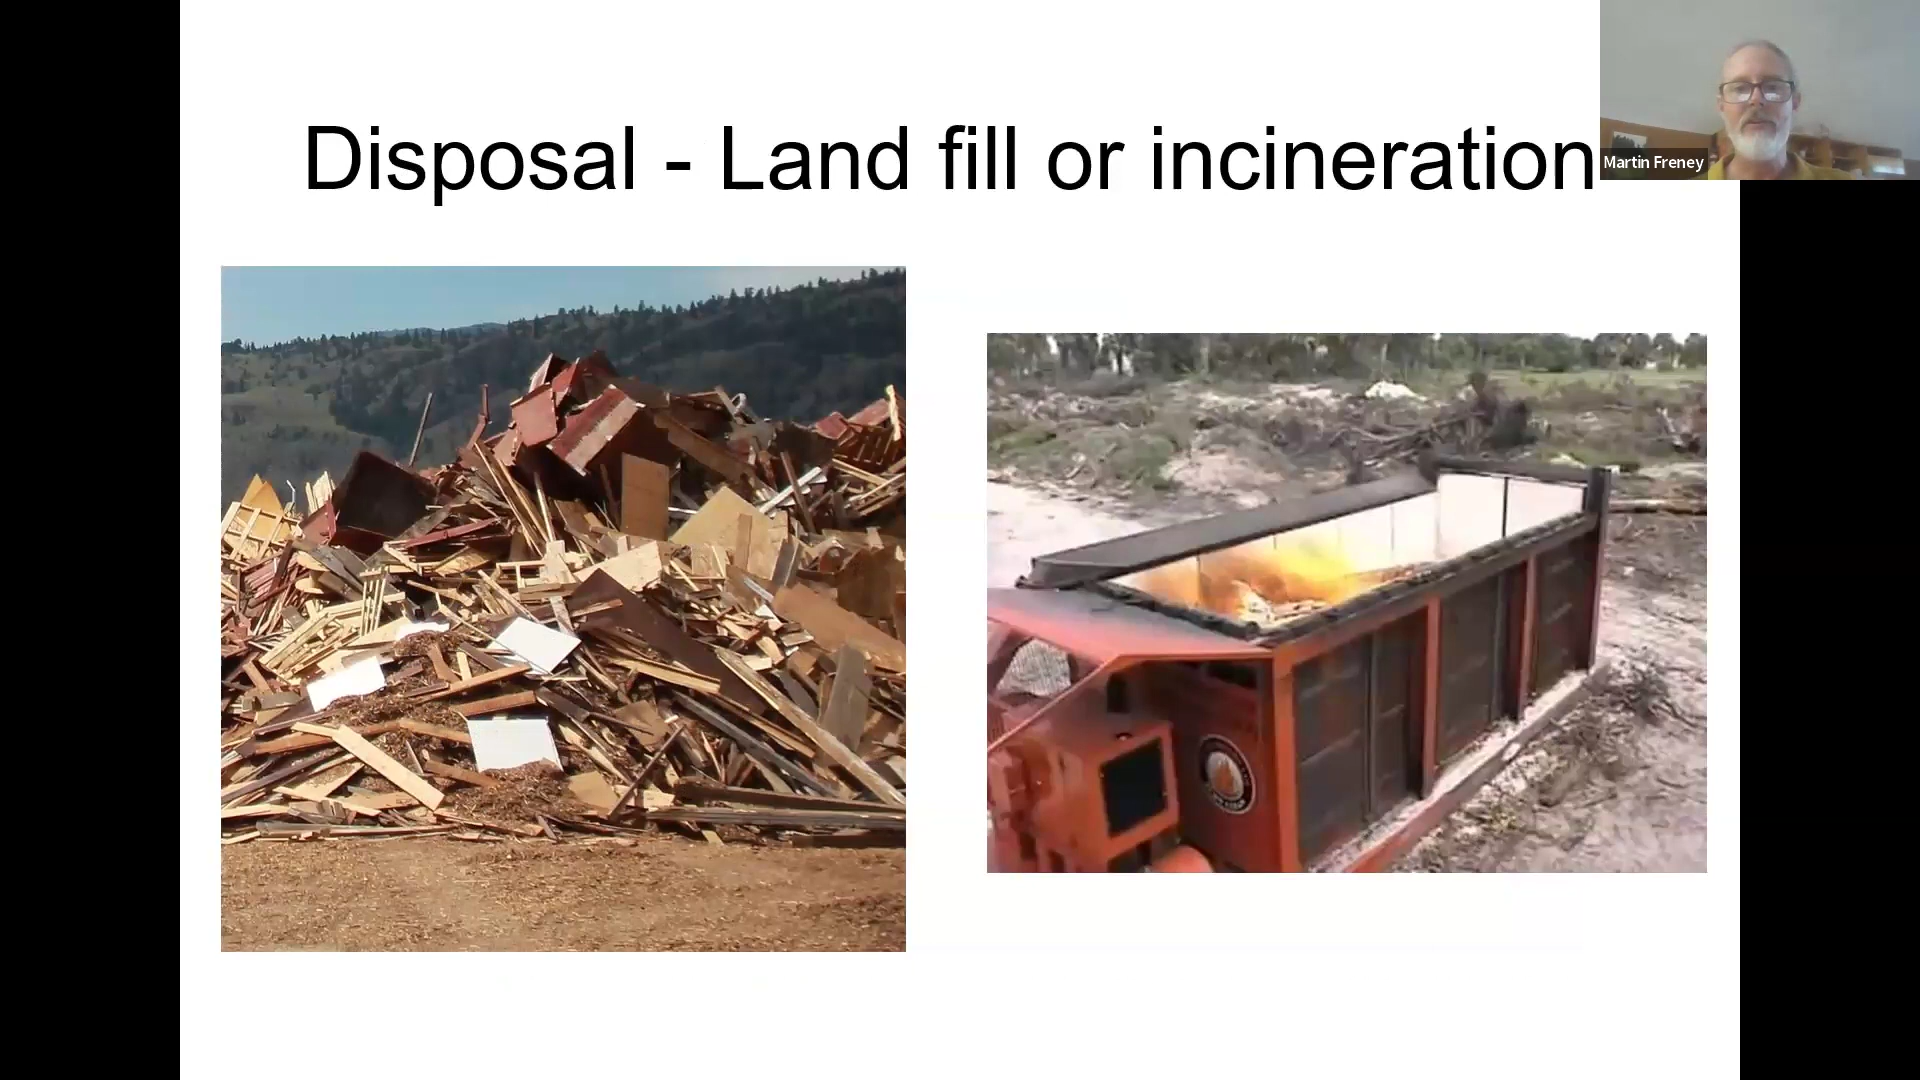 Disposal - Land fill or incineration
Martin Freney